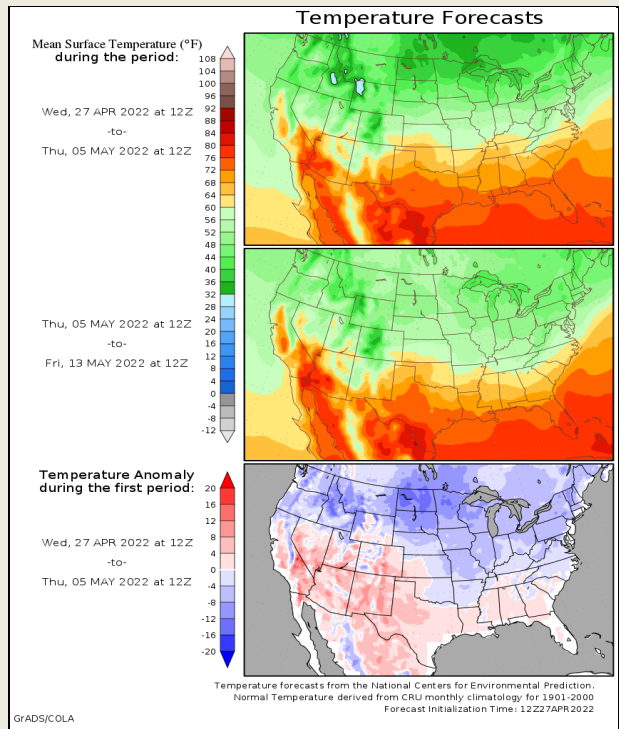 Temperature Forecasts
Mean Surface Temperature (°F)
during the period:
Wed, 27 APR 2022 at 12Z
-to-
Thu, 05 MAY 2022 at 12Z
108
104
100
96
92
88
84
80
76
72
68
64
60
56
52
48
44
40
36
32
28
24
20
16
12
8
4
0
-4
-8
-12
Thu, 05 MAY 2022 at 12Z
-to-
Fri, 13 MAY 2022 at 12Z
Temperature Anomaly
during the first period:
Wed, 27 APR 2022 at 12Z
-to-
Thu, 05 MAY 2022 at 12Z
20
16
12
8
4
0
-4
-8
-12
-16
-20
Temperature forecasts from the National Centers for Environmental Prediction.
Normal Temperature derived from CRU monthly climatology for 1901-2000
Forecast Initialization Time: 12Z27APR2022
GrADS/COLA